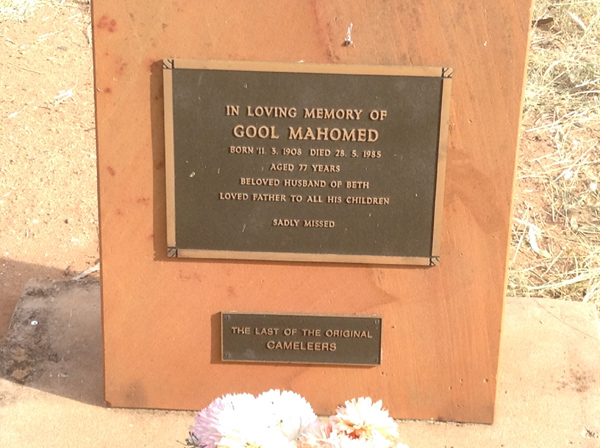 IN LOVING MEMORY OF
GOOL MAHOMED
BORN 11. 3. 1908 DIED 28. 5. 1985
AGED 77 YEARS
BELOVED HUSBAND OF BETH
LOVED FATHER TO ALL HIS CHILDREN
SADLY MISSED
THE LAST OF THE ORIGINAL
CAMELEERS